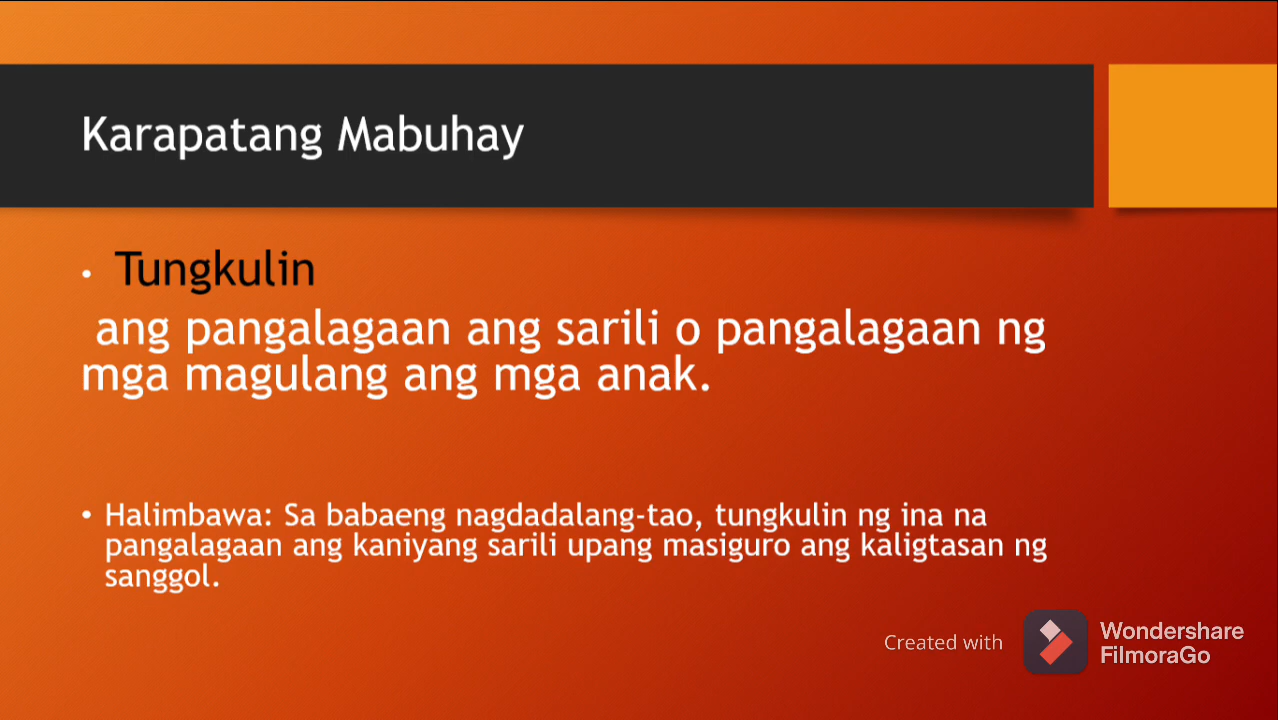 Karapatang Mabuhay
• Tungkulin
ang pangalagaan ang sarili o pangalagaan ng
mga magulang ang mga anak.
• Halimbawa: Sa babaeng nagdadalang-tao, tungkulin ng ina na
pangalagaan ang kaniyang sarili upang masiguro ang kaligtasan ng
sanggol.
Created with
Wondershare
FilmoraGo